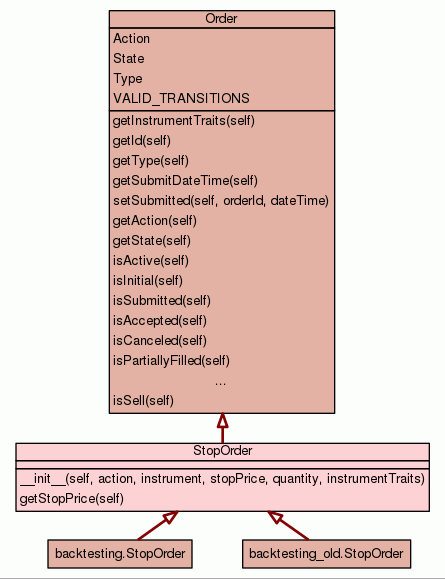 Order
Action
State
Type
VALID_TRANSITIONS
getInstrumentTraits(self)
getId(self)
getType(self)
getSubmitDateTime(self)
setSubmitted(self, orderId, dateTime)
getAction(self)
getState(self)
isActive(self)
isInitial(self)
isSubmitted(self)
isAccepted(self)
isCanceled(self)
isPartiallyFilled(self)
...
isSell(self)
StopOrder
__init__(self, action, instrument, stopPrice, quantity, instrumentTraits)
getStopPrice(self)
backtesting.StopOrder
backtesting_old.StopOrder